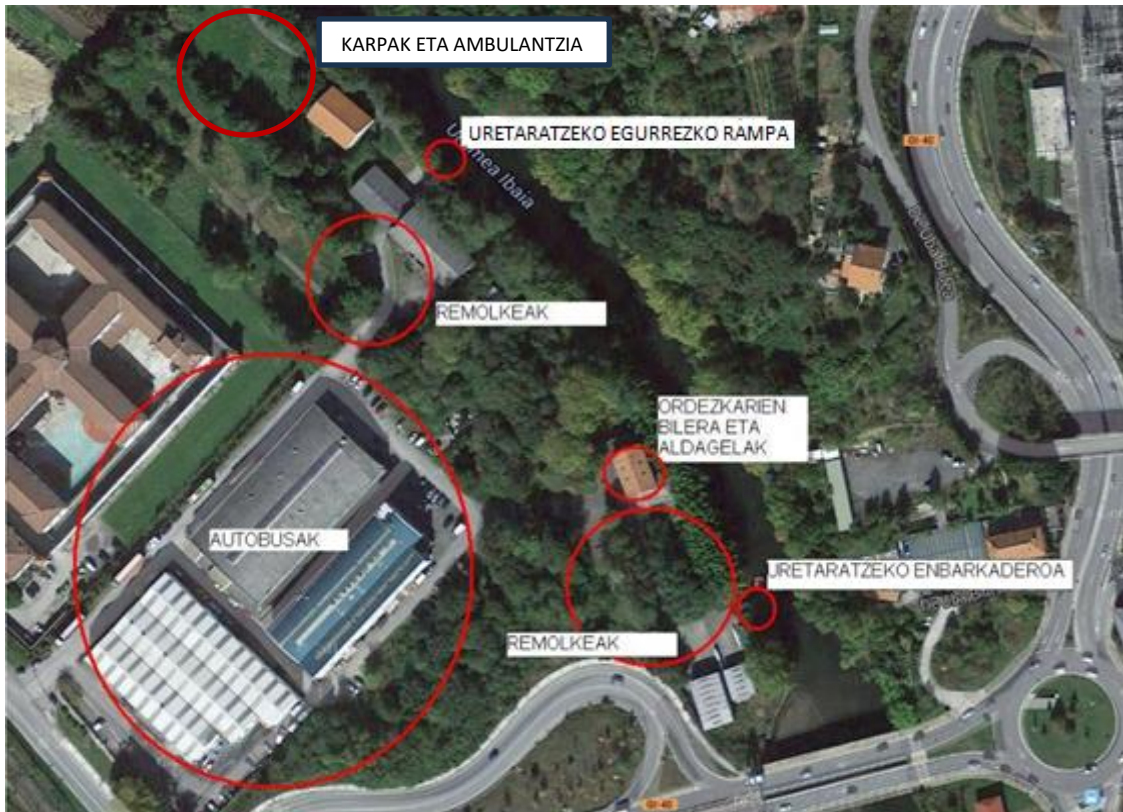 KARPAK ETA AMBULANTZIA
URETARATZEKO EGURREZKO RAMPA
Ibaia
GI-40
REMOLKEAK
ORDEZKARIEN
BILERA ETA
ALDAGELAK
AUTOBUSAK
URETARATZEKO ENBARKADEROA
REMOLKEAK
GI-40